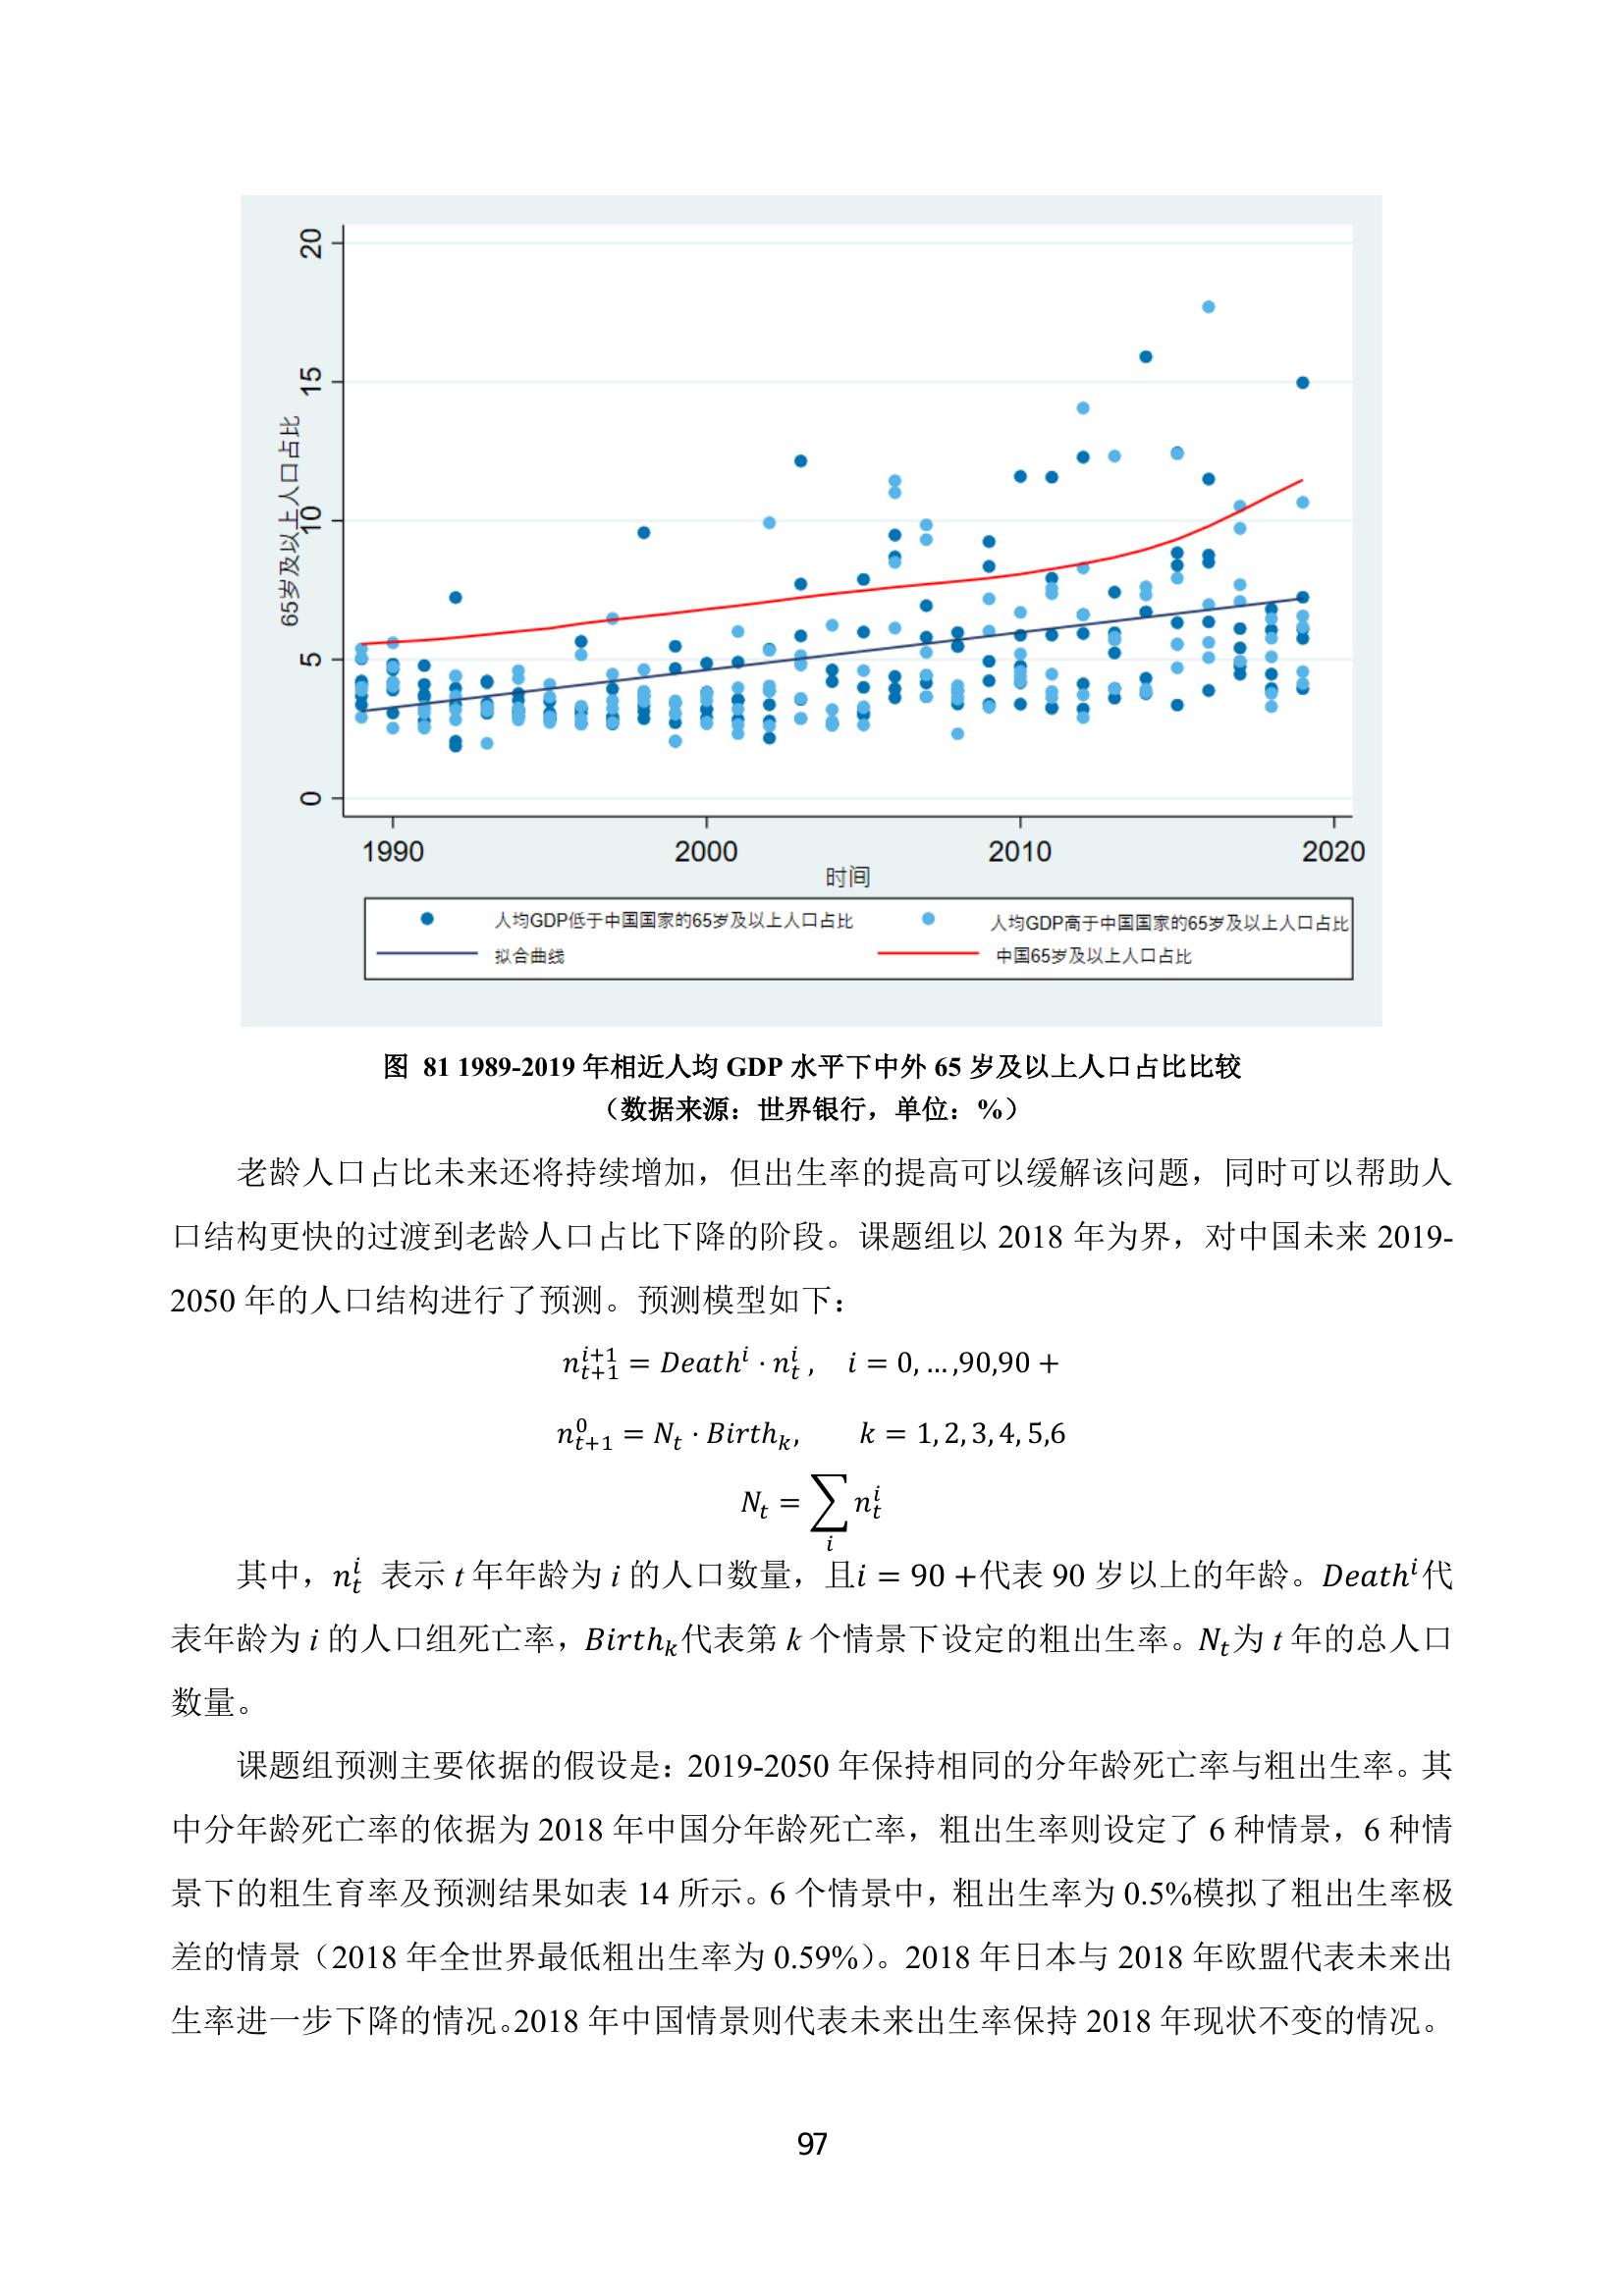 20
15
10
5
0
65岁及以上人口占比
1990 2000 2010 2020
时间
人均GDP低于中国国家的65岁及以上人口占比 人均GDP高于中国国家的65岁及以上人口占比
拟合曲线 中国65岁及以上人口占比
图 81 1989-2019 年相近人均 GDP 水平下中外 65 岁及以上人口占比比较
（数据来源：世界银行，单位：%）
老龄人口占比未来还将持续增加，但出生率的提高可以缓解该问题，同时可以帮助人
口结构更快的过渡到老龄人口占比下降的阶段。课题组以 2018 年为界，对中国未来 2019-
2050 年的人口结构进行了预测。预测模型如下：
$n_{t+1}^{i+1} = Death^i \cdot n_t^i, \quad i = 0, \ldots, 90, 90+$
$n_{t+1}^{0} = N_t \cdot Birth_k, \quad k = 1, 2, 3, 4, 5, 6$
$N_t = \sum_i n_t^i$
其中，$n_t^i$ 表示 t 年年龄为 i 的人口数量，且$i = 90+$代表 90 岁以上的年龄。$Death^i$代
表年龄为 i 的人口组死亡率，$Birth_k$代表第 k 个情景下设定的粗出生率。$N_t$为 t 年的总人口
数量。
课题组预测主要依据的假设是：2019-2050 年保持相同的分年龄死亡率与粗出生率。其
中分年龄死亡率的依据为 2018 年中国分年龄死亡率，粗出生率则设定了 6 种情景，6 种情
景下的粗生育率及预测结果如表 14 所示。6 个情景中，粗出生率为 0.5%模拟了粗出生率极
差的情景（2018 年全世界最低粗出生率为 0.59%）。2018 年日本与 2018 年欧盟代表未来出
生率进一步下降的情况。2018 年中国情景则代表未来出生率保持 2018 年现状不变的情况。
97